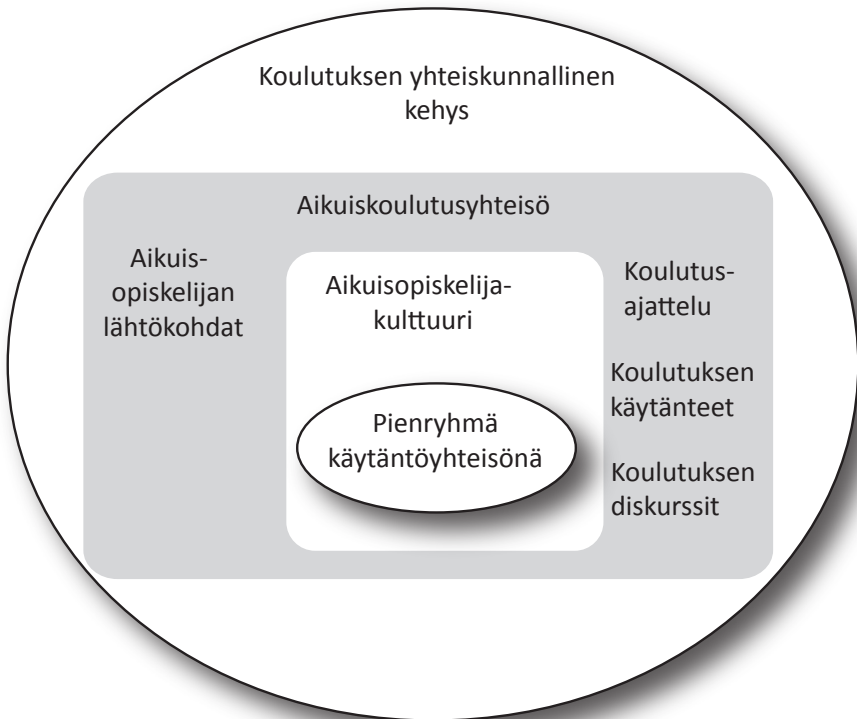 Koulutuksen yhteiskunnallinen
kehys
Aikuiskoulutusyhteisö
Aikuis-
opiskelijan
lähtökohdat
Aikuisopiskelija-
kulttuuri
Pienryhmä
käytäntöyhteisönä
Koulutus-
ajattelu
Koulutuksen
käytänteet
Koulutuksen
diskurssit